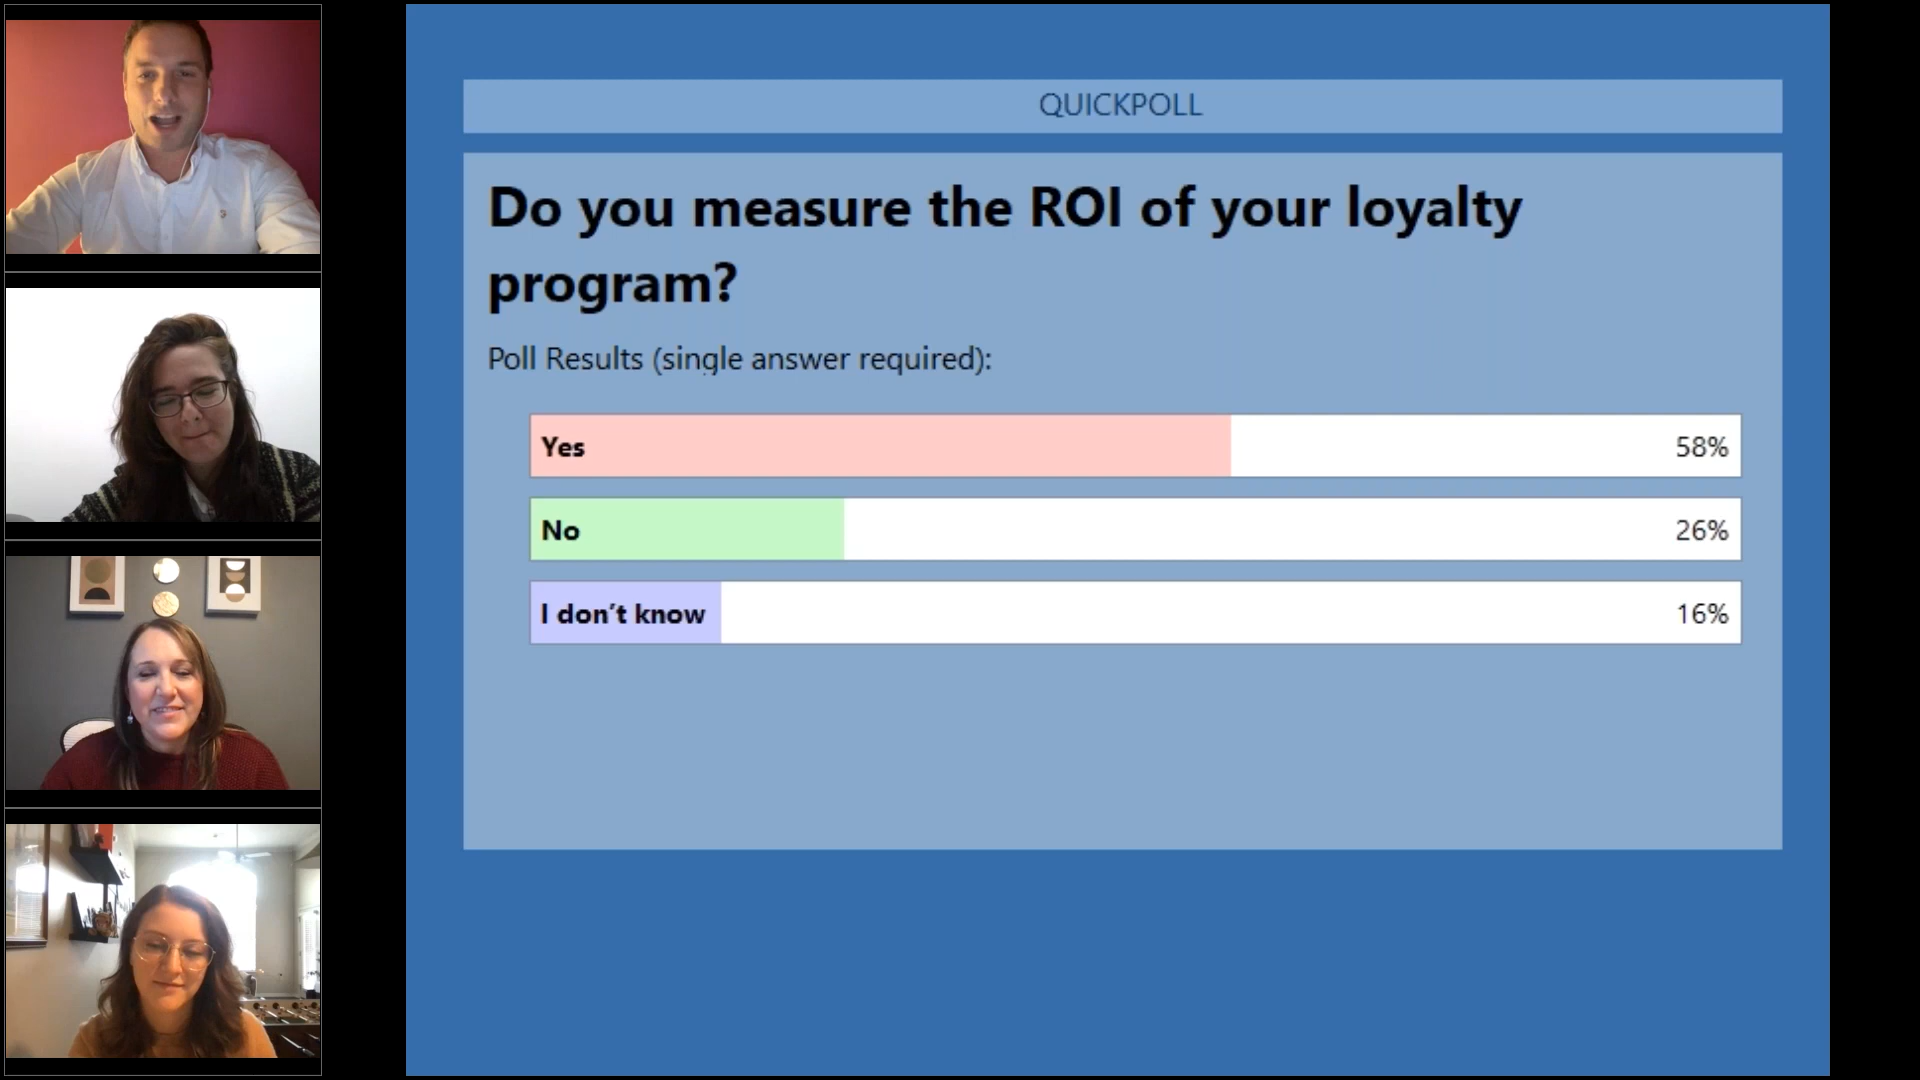 QUICKPOLL
Do you measure the ROI of your loyalty
program?
Poll Results (single answer required):
Yes 58%
No 26%
I don’t know 16%